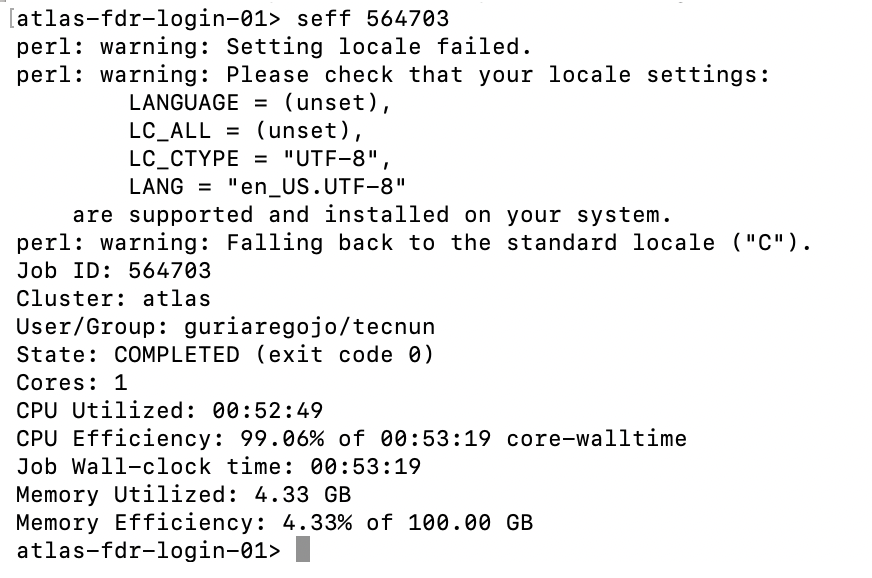 [atlas-fdr-login-01> seff 564703
perl: warning: Setting locale failed.
perl: warning: Please check that your locale settings:
        LANGUAGE = (unset),
        LC_ALL = (unset),
        LC_CTYPE = "UTF-8",
        LANG = "en_US.UTF-8"
    are supported and installed on your system.
perl: warning: Falling back to the standard locale ("C").
Job ID: 564703
Cluster: atlas
User/Group: guriaregojo/tecnun
State: COMPLETED (exit code 0)
Cores: 1
CPU Utilized: 00:52:49
CPU Efficiency: 99.06% of 00:53:19 core-walltime
Job Wall-clock time: 00:53:19
Memory Utilized: 4.33 GB
Memory Efficiency: 4.33% of 100.00 GB
atlas-fdr-login-01>